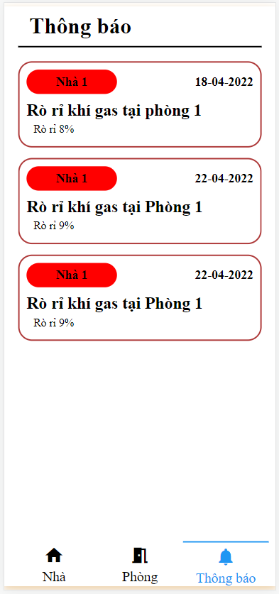 Thông báo
Nhà 1 18-04-2022
Rò rỉ khí gas tại phòng 1
Rò rỉ 8%
Nhà 1 22-04-2022
Rò rỉ khí gas tại Phòng 1
Rò rỉ 9%
Nhà 1 22-04-2022
Rò rỉ khí gas tại Phòng 1
Rò rỉ 9%
Nhà Phòng Thông báo